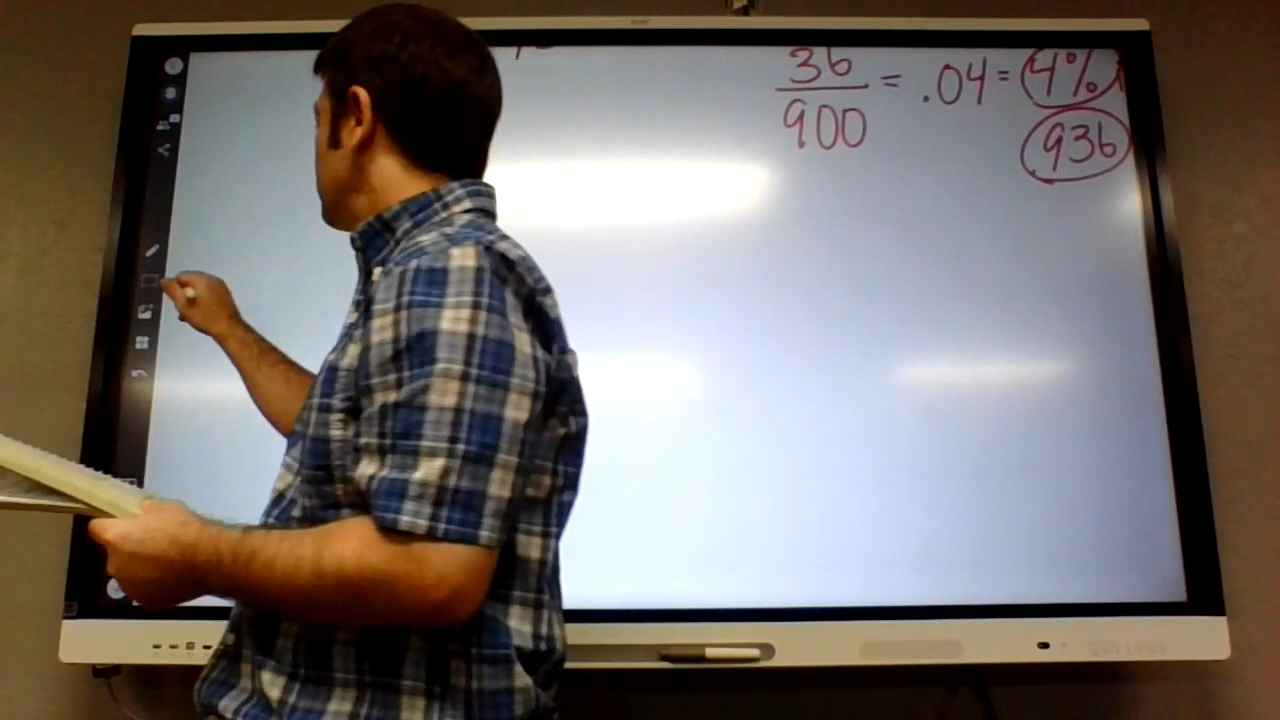 36/900 = .04 = 4%
936